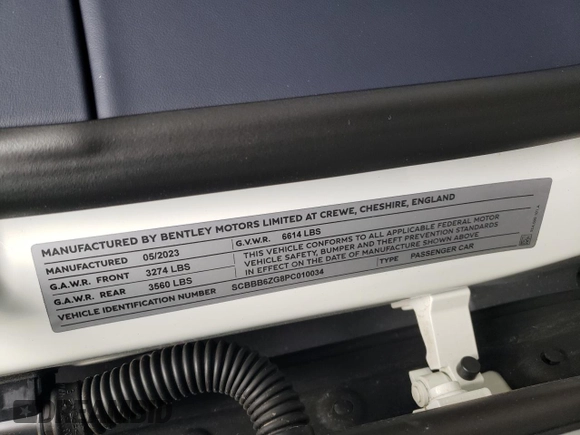 MANUFACTURED BY BENTLEY MOTORS LIMITED AT CREWE, CHESHIRE, ENGLAND
MANUFACTURED 05/2023 G.V.W.R. 6614 LBS
G.A.W.R. FRONT 3274 LBS THIS VEHICLE CONFORMS TO ALL APPLICABLE FEDERAL MOTOR
G.A.W.R. REAR 3560 LBS VEHICLE SAFETY, BUMPER AND THEFT PREVENTION STANDARDS
IN EFFECT ON THE DATE OF MANUFACTURE SHOWN ABOVE
VEHICLE IDENTIFICATION NUMBER SCBBB6ZG8PC010034 TYPE PASSENGER CAR